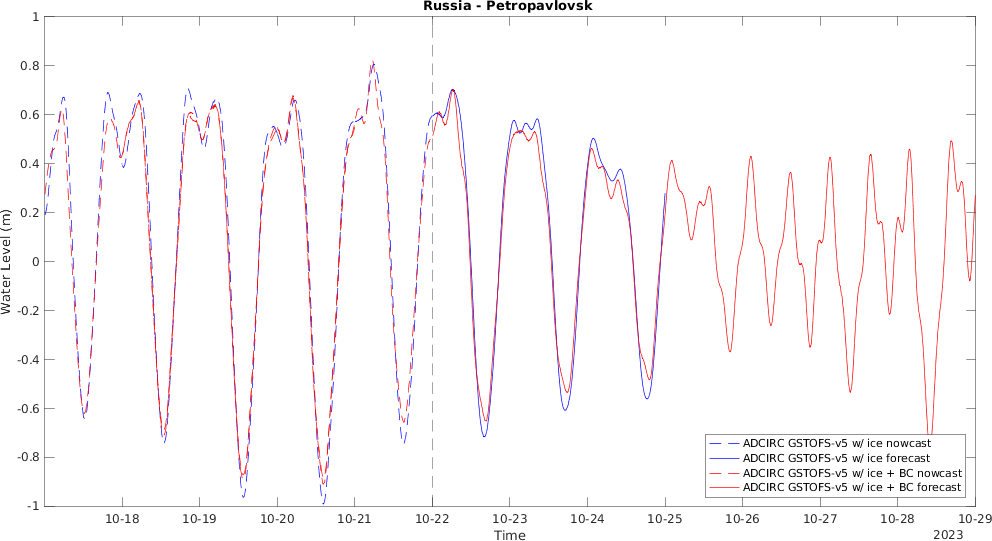 Russia - Petropavlovsk
1
0.8
0.6
0.4
0.2
0
-0.2
-0.4
-0.6
-0.8
-1
Water Level (m)
ADCIRC GSTOFS-v5 w/ ice nowcast
ADCIRC GSTOFS-v5 w/ ice forecast
ADCIRC GSTOFS-v5 w/ ice + BC nowcast
ADCIRC GSTOFS-v5 w/ ice + BC forecast
10-18 10-19 10-20 10-21 10-22 10-23 10-24 10-25 10-26 10-27 10-28 10-29
Time 2023